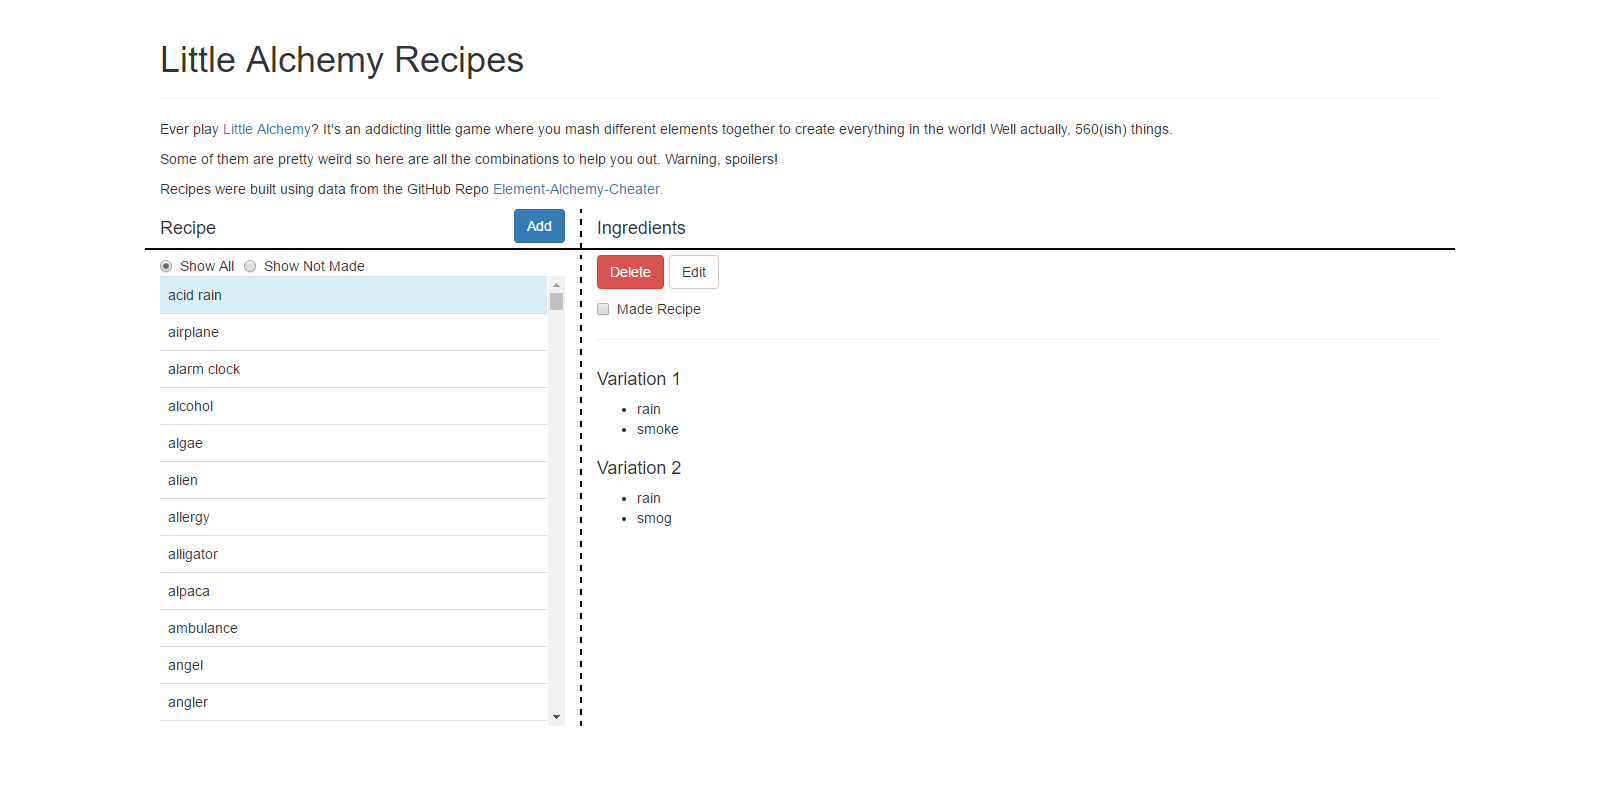 Little Alchemy Recipes
Ever play Little Alchemy? It's an addicting little game where you mash different elements together to create everything in the world! Well actually, 560(ish) things.
Some of them are pretty weird so here are all the combinations to help you out. Warning, spoilers!
Recipes were built using data from the GitHub Repo Element-Alchemy-Cheater.
Recipe
Add
Show All
Show Not Made
acid rain
airplane
alarm clock
alcohol
algae
alien
allergy
alligator
alpaca
ambulance
angel
angler
Ingredients
Delete
Edit
Made Recipe
Variation 1
rain
smoke
Variation 2
rain
smog